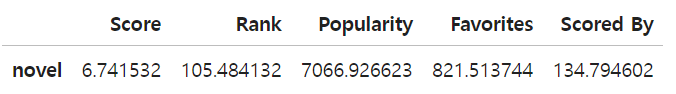 Score Rank Popularity Favorites Scored By
novel 6.741532 105.484132 7066.926623 821.513744 134.794602